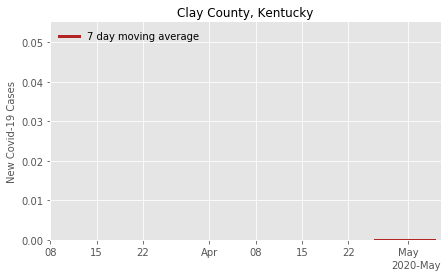 Clay County, Kentucky
7 day moving average
New Covid-19 Cases
0.05
0.04
0.03
0.02
0.01
0.00
08 15 22 Apr 08 15 22 May
2020-May